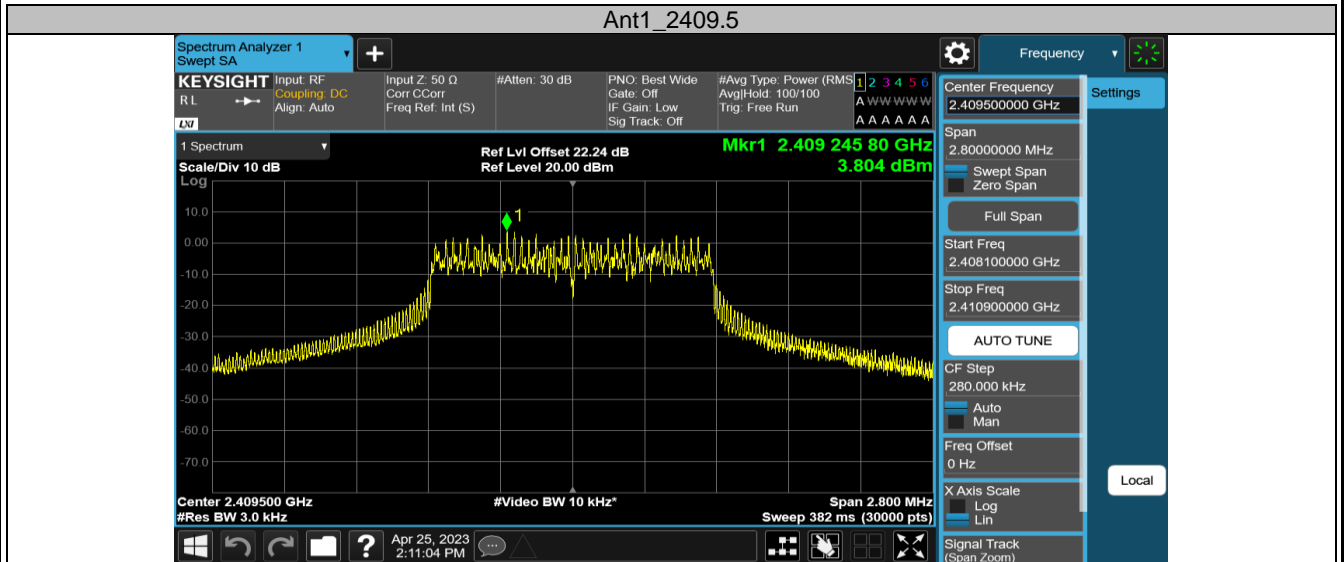 Ant1_2409.5
Spectrum Analyzer 1
Swept SA
+
Frequency
KEYSIGHT
RL
LXI
Input: RF
Coupling: DC
Align: Auto
Input Z: 50 Ω
Corr CCorr
Freq Ref: Int (S)
#Atten: 30 dB
PNO: Best Wide
Gate: Off
IF Gain: Low
Sig Track: Off
#Avg Type: Power (RMS
Avg|Hold: 100/100
Trig: Free Run
1 2 3 4 5 6
A W W W W W
A A A A A A
1 Spectrum
Scale/Div 10 dB
Log
Ref Lvl Offset 22.24 dB
Ref Level 20.00 dBm
Mkr1 2.409 245 80 GHz
3.804 dBm
1
10.0
0.00
-10.0
-20.0
-30.0
-40.0
-50.0
-60.0
-70.0
Center 2.409500 GHz
#Res BW 3.0 kHz
#Video BW 10 kHz*
Span 2.800 MHz
Sweep 382 ms (30000 pts)
Center Frequency
2.409500000 GHz
Span
2.80000000 MHz
Swept Span
Zero Span
Full Span
Start Freq
2.408100000 GHz
Stop Freq
2.410900000 GHz
AUTO TUNE
CF Step
280.000 kHz
Auto
Man
Freq Offset
0 Hz
X Axis Scale
Log
Lin
Signal Track
(Span Zoom)
Settings
Local
?
Apr 25, 2023
2:11:04 PM